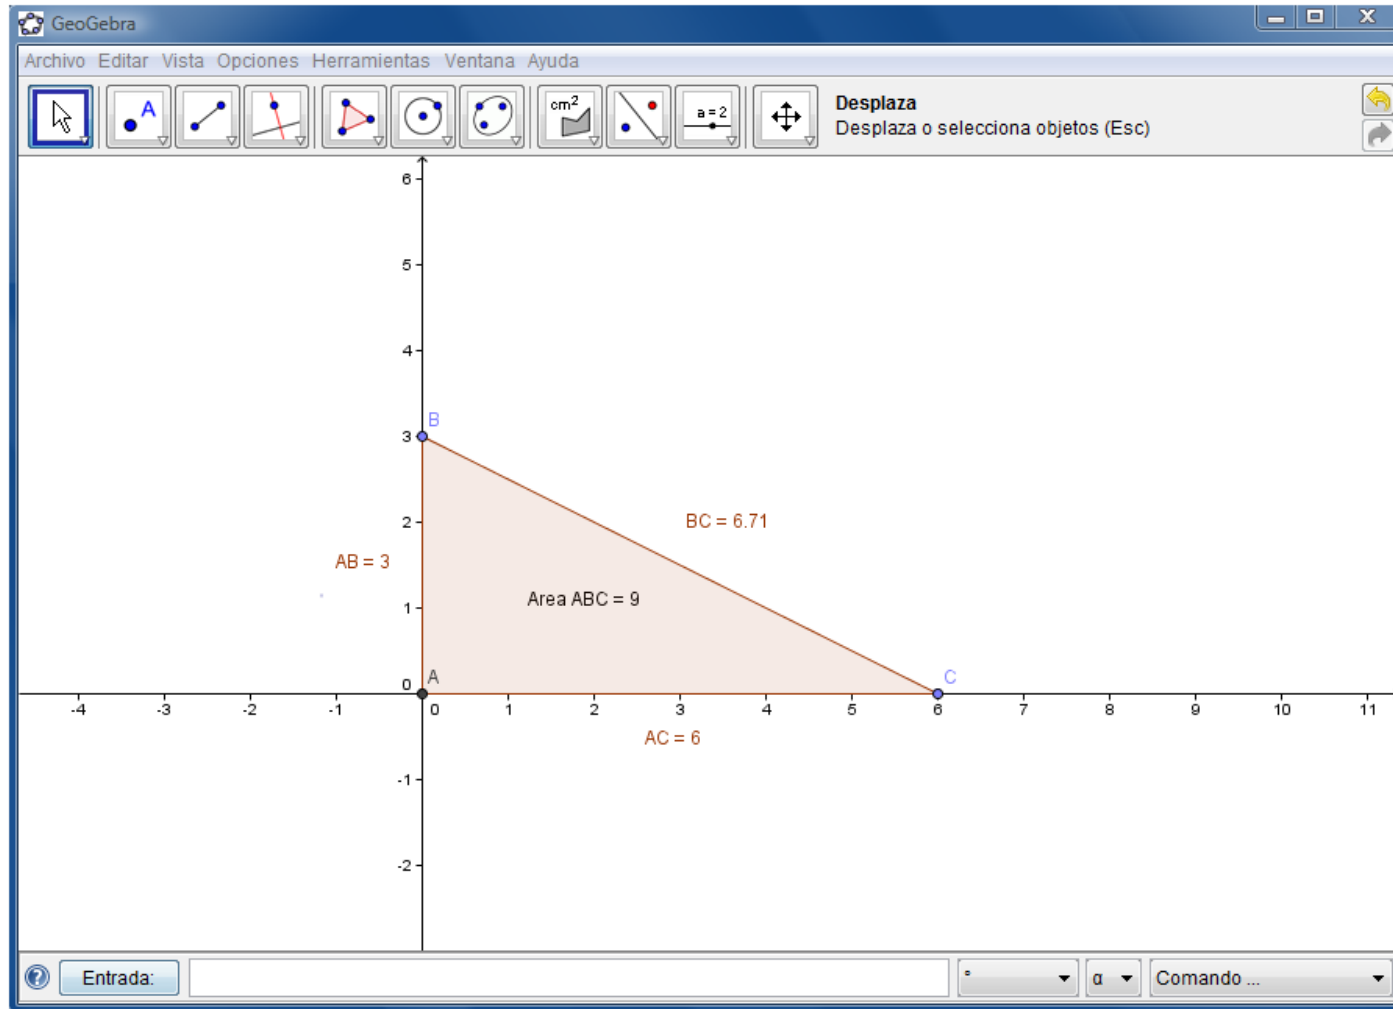 GeoGebra
Archivo Editar Vista Opciones Herramientas Ventana Ayuda
A
cm²
a = 2
Desplaza
Desplaza o selecciona objetos (Esc)
6
5
4
B
3
2
BC = 6.71
AB = 3
Area ABC = 9
1
0
A
C
-4 -3 -2 -1 0 1 2 3 4 5 6 7 8 9 10 11
AC = 6
-1
-2
Entrada:
°
α
Comando ...